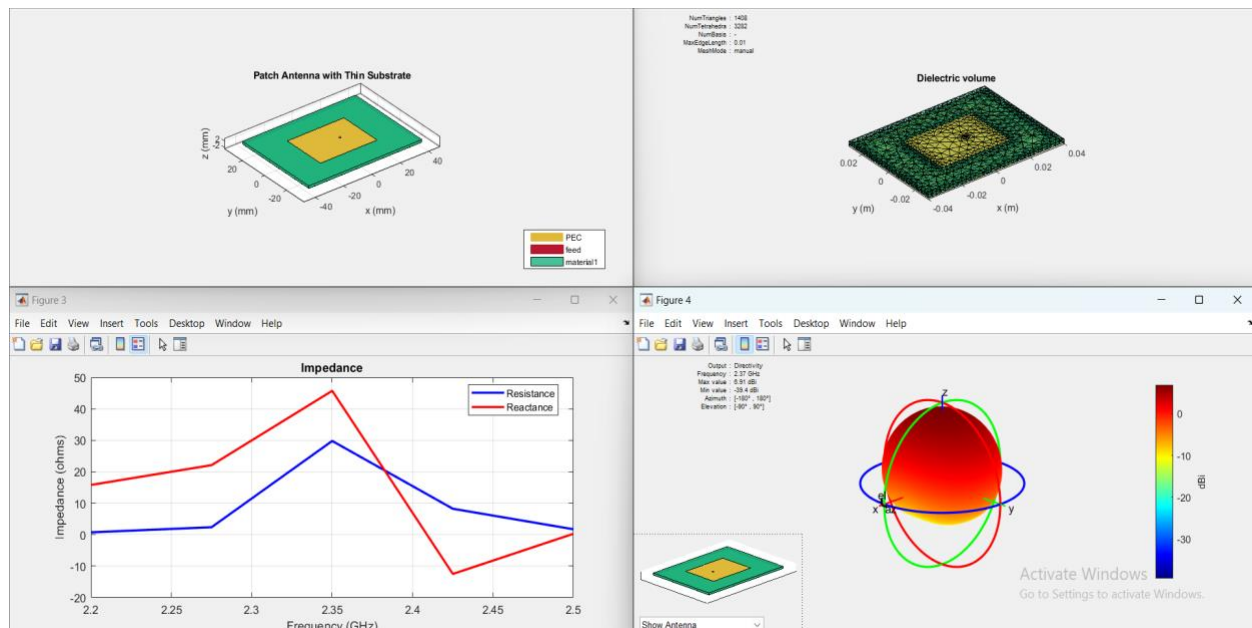 Patch Antenna with Thin Substrate
z (mm)
2
-2
20
0
-20
y (mm)
-40
-20
0
20
40
x (mm)
PEC
feed
material1
NumTriangles : 1408
NumTetrahedra : 3282
NumBasis : -
MaxEdgeLength : 0.01
MeshMode : manual
Dielectric volume
0.02
0
-0.02
y (m)
-0.04
-0.02
0
0.02
0.04
x (m)
Figure 3
File Edit View Insert Tools Desktop Window Help
Impedance
Resistance
Reactance
Impedance (ohms)
50
40
30
20
10
0
-10
-20
2.2 2.25 2.3 2.35 2.4 2.45 2.5
Frequency (GHz)
Figure 4
File Edit View Insert Tools Desktop Window Help
Output : Directivity
Frequency : 2.37 GHz
Max value : 6.91 dBi
Min value : -39.4 dBi
Azimuth : [-180° , 180°]
Elevation : [-90° , 90°]
z
el
x az
y
0
-10
-20
-30
dBi
Show Antenna
Activate Windows
Go to Settings to activate Windows.